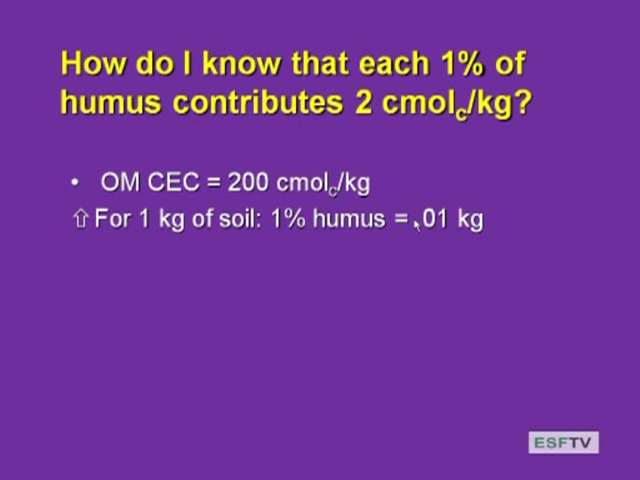 How do I know that each 1% of
humus contributes 2 cmolc/kg?
• OM CEC = 200 cmolc/kg
⇧ For 1 kg of soil: 1% humus = .01 kg
ESFTV